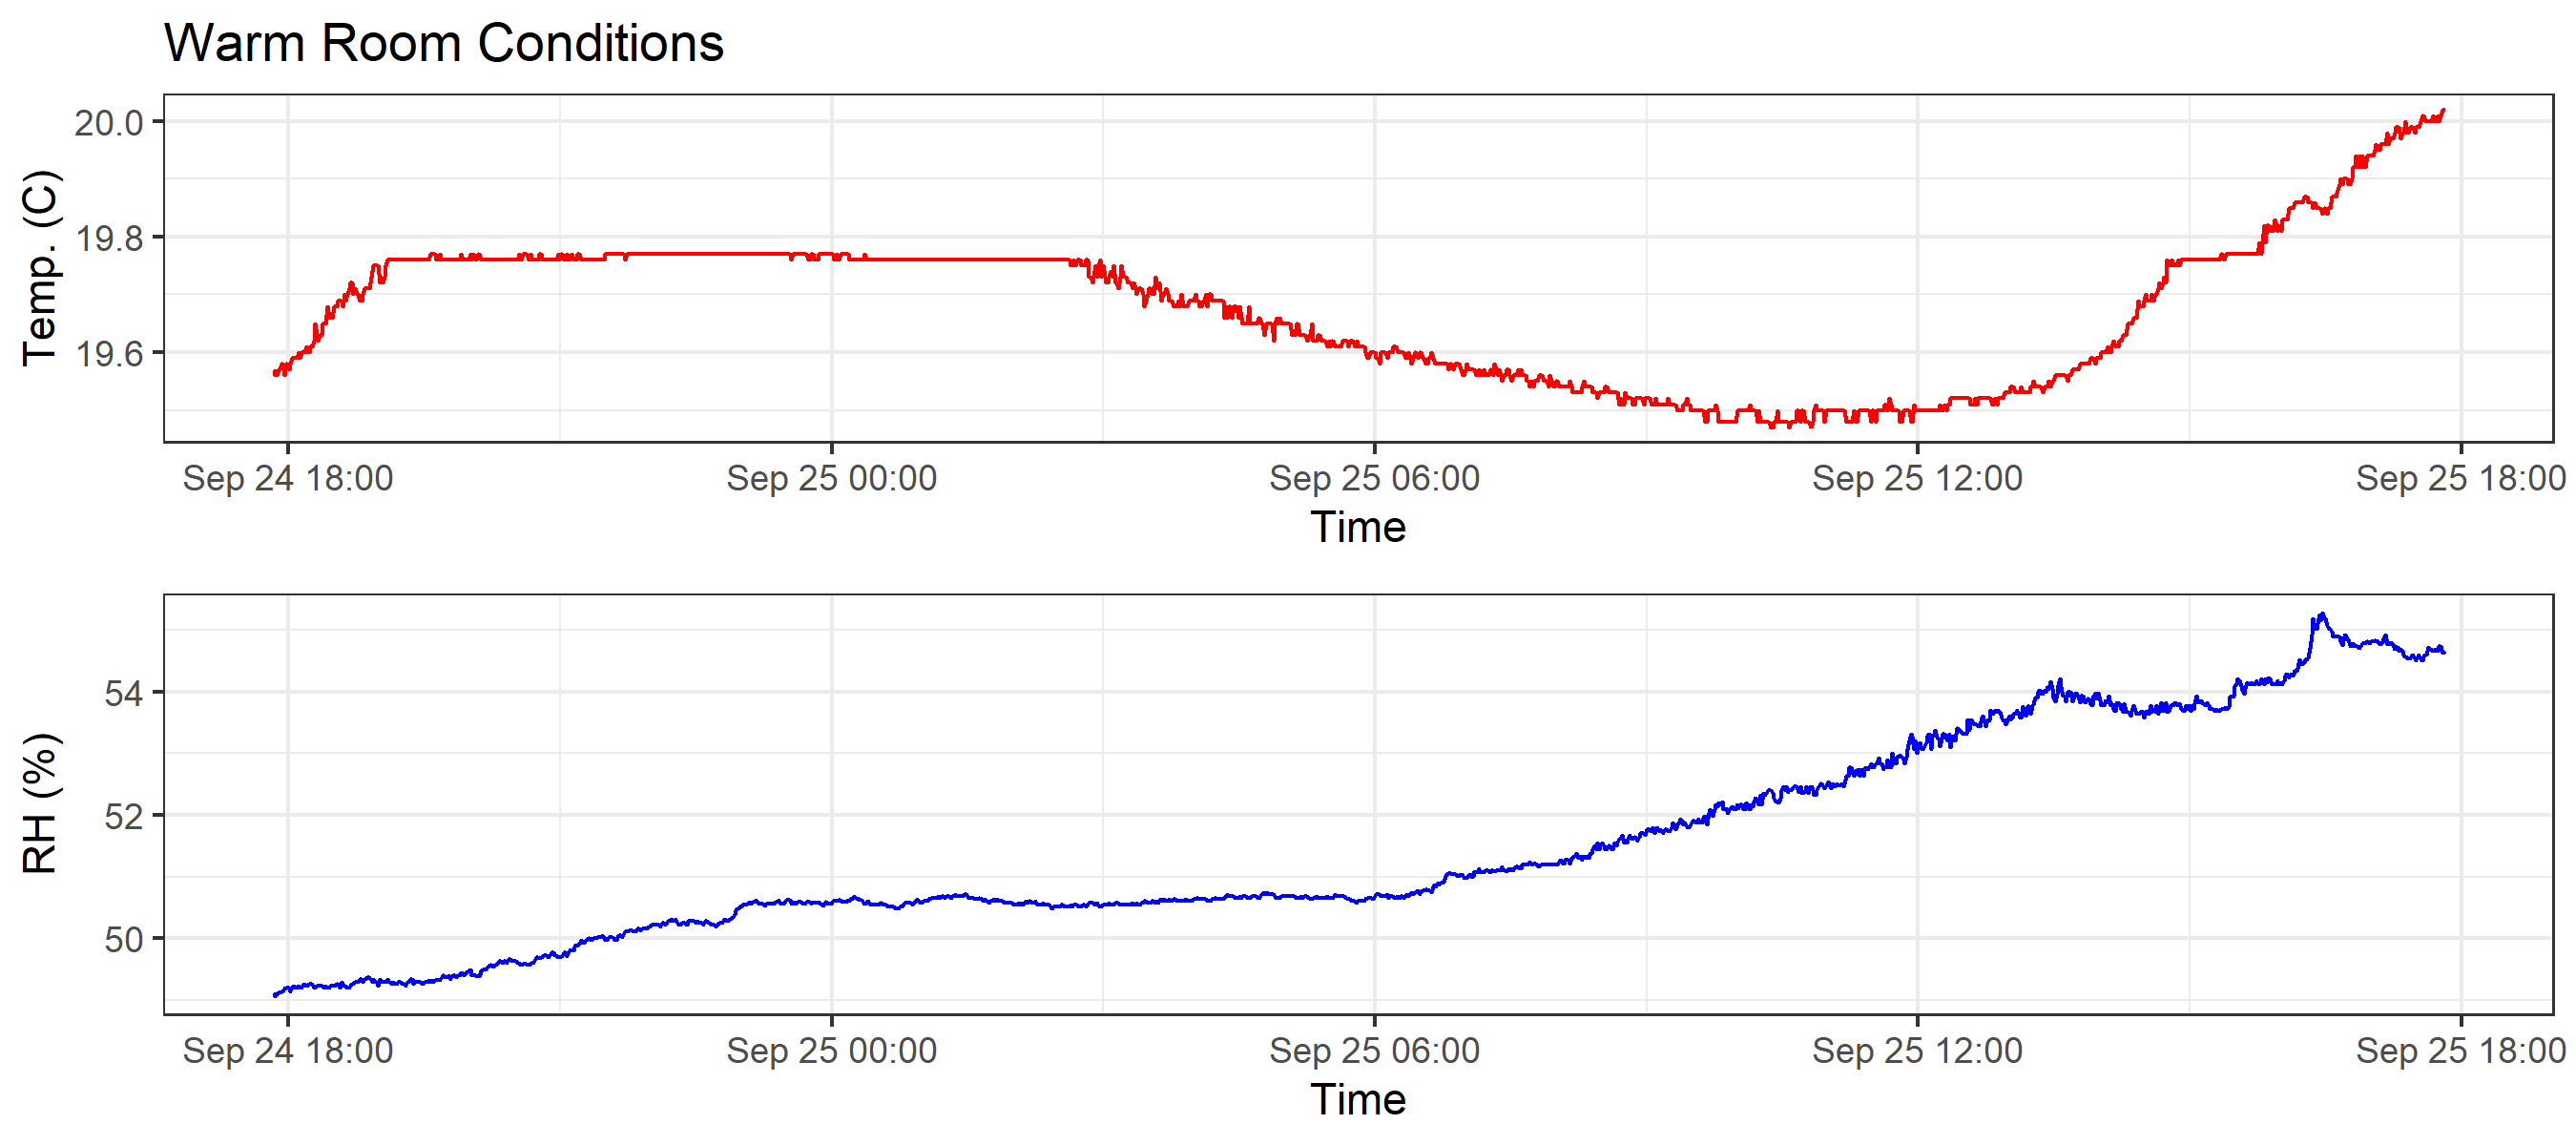 Warm Room Conditions
Temp. (C)
20.0
19.8
19.6
Sep 24 18:00 Sep 25 00:00 Sep 25 06:00 Sep 25 12:00 Sep 25 18:00
Time
RH (%)
54
52
50
Sep 24 18:00 Sep 25 00:00 Sep 25 06:00 Sep 25 12:00 Sep 25 18:00
Time